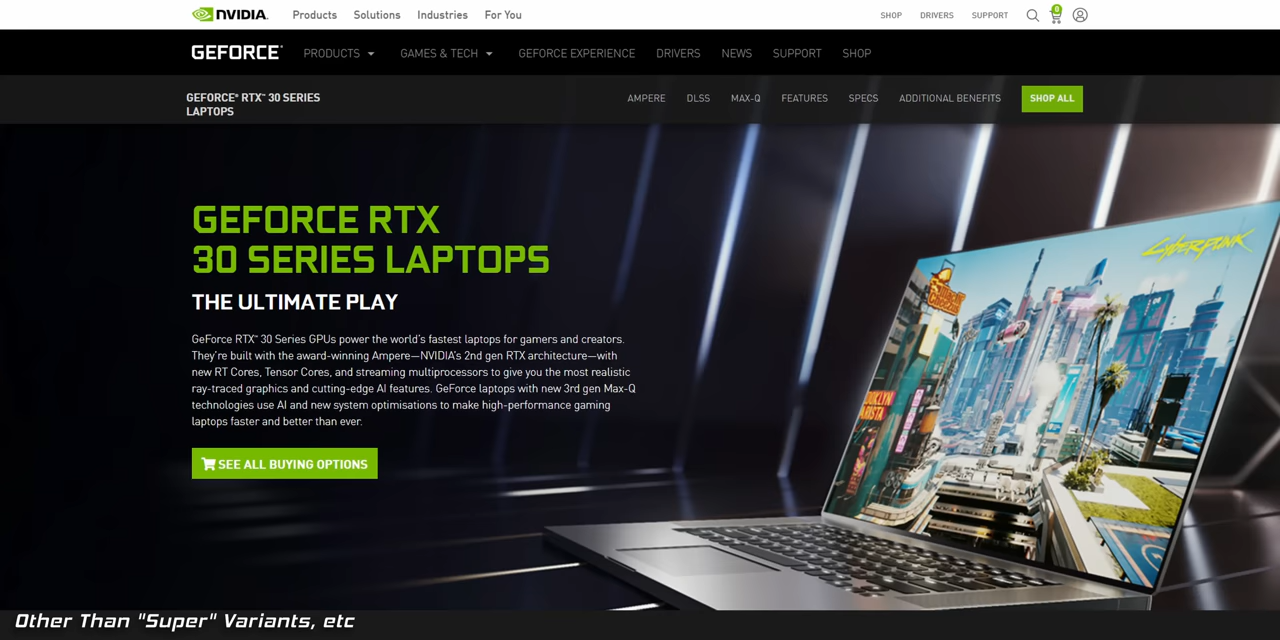 NVIDIA.
Products Solutions Industries For You
SHOP DRIVERS SUPPORT
0
GEFORCE®
PRODUCTS GAMES & TECH GEFORCE EXPERIENCE DRIVERS NEWS SUPPORT SHOP
GEFORCE® RTX™ 30 SERIES
LAPTOPS
AMPERE DLSS MAX-Q FEATURES SPECS ADDITIONAL BENEFITS SHOP ALL
GEFORCE RTX
30 SERIES LAPTOPS
THE ULTIMATE PLAY
GeForce RTX™ 30 Series GPUs power the world's fastest laptops for gamers and creators.
They're built with the award-winning Ampere—NVIDIA's 2nd gen RTX architecture—with
new RT Cores, Tensor Cores, and streaming multiprocessors to give you the most realistic
ray-traced graphics and cutting-edge AI features. GeForce laptops with new 3rd gen Max-Q
technologies use AI and new system optimisations to make high-performance gaming
laptops faster and better than ever.
SEE ALL BUYING OPTIONS
CYBERPUNK
Other Than "Super" Variants, etc